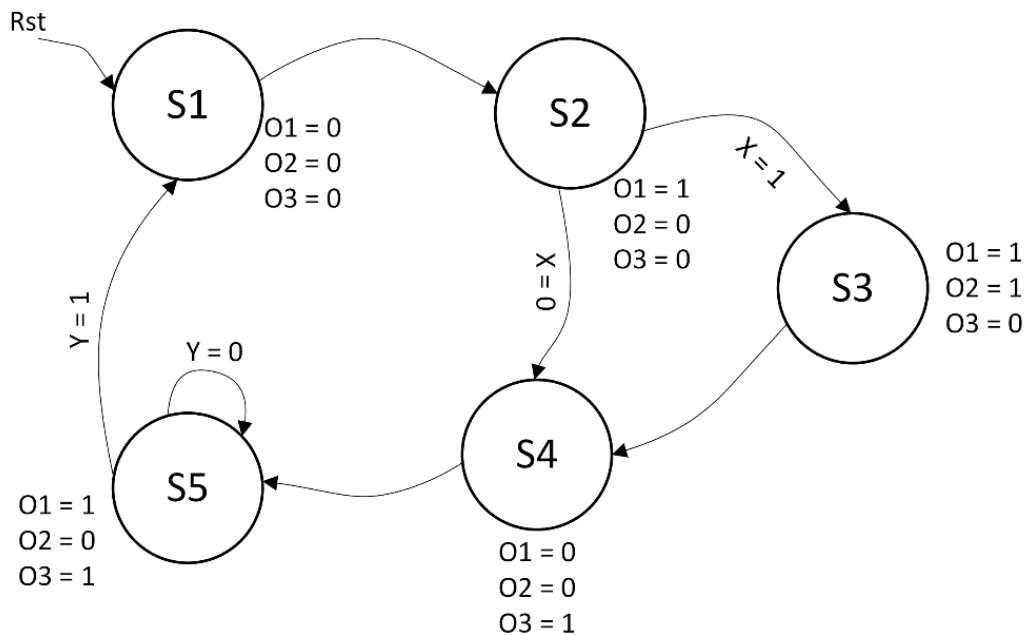 Rst
S1
O1 = 0
O2 = 0
O3 = 0
S2
O1 = 1
O2 = 0
O3 = 0
X = 1
0 = X
S3
O1 = 1
O2 = 1
O3 = 0
Y = 1
Y = 0
S4
O1 = 0
O2 = 0
O3 = 1
S5
O1 = 1
O2 = 0
O3 = 1